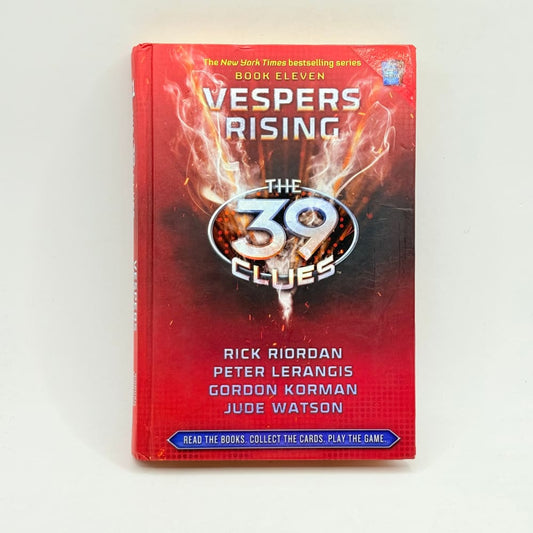 The New York Times bestselling series
BOOK ELEVEN
VESPERS
RISING
THE
39
CLUES™
RICK RIORDAN
PETER LERANGIS
GORDON KORMAN
JUDE WATSON
READ THE BOOKS. COLLECT THE CARDS. PLAY THE GAME.